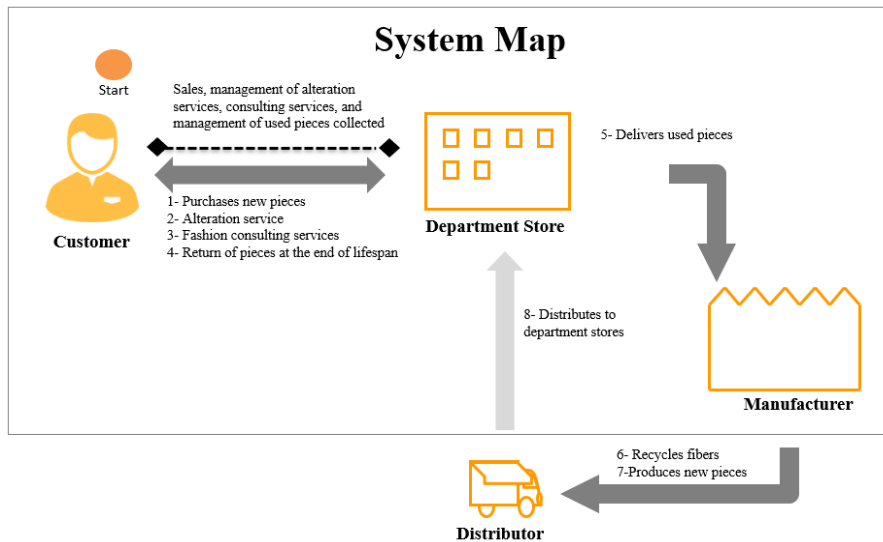 System Map
Start
Sales, management of alteration
services, consulting services, and
management of used pieces collected
1- Purchases new pieces
2- Alteration service
3- Fashion consulting services
4- Return of pieces at the end of lifespan
Customer
Department Store
5- Delivers used pieces
8- Distributes to
department stores
Manufacturer
6- Recycles fibers
7-Produces new pieces
Distributor